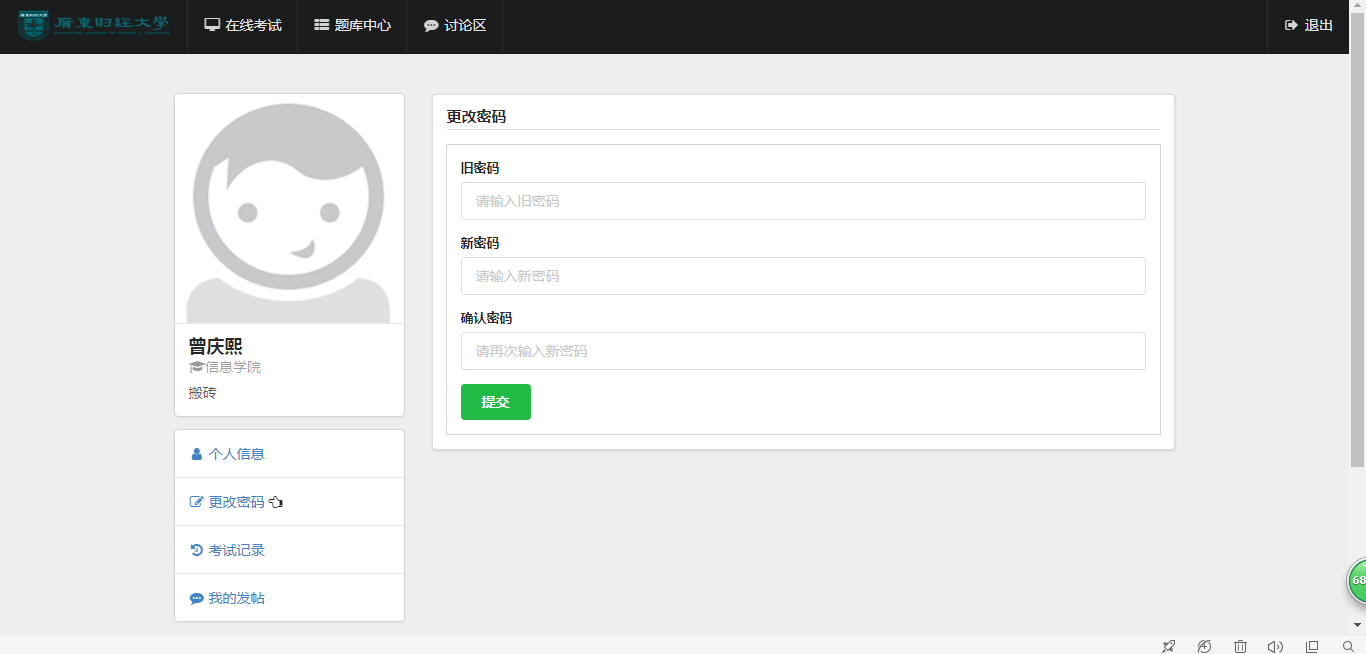 廣東财经大學
在线考试
题库中心
讨论区
退出
更改密码
旧密码
请输入旧密码
新密码
请输入新密码
确认密码
请再次输入新密码
提交
曾庆熙
信息学院
搬砖
个人信息
更改密码
考试记录
我的发帖
68